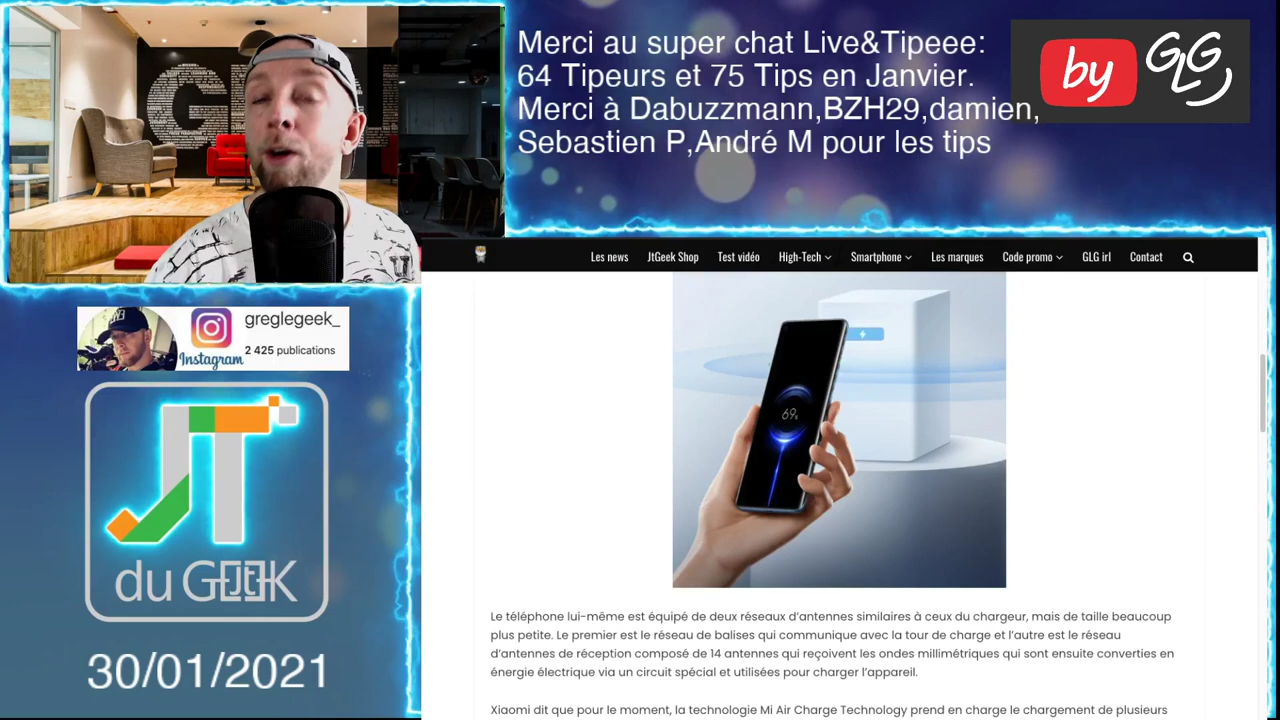 Merci au super chat Live&Tipeee:
64 Tipeurs et 75 Tips en Janvier.
Merci à Dabuzzmann,BZH29,damien,
Sebastien P,André M pour les tips
by GLG
Les news JtGeek Shop Test vidéo High-Tech Smartphone Les marques Code promo GLG irl Contact
greglegeek_
2 425 publications
Instagram
69%
JT
du GEEK
30/01/2021
Le téléphone lui-même est équipé de deux réseaux d'antennes similaires à ceux du chargeur, mais de taille beaucoup
plus petite. Le premier est le réseau de balises qui communique avec la tour de charge et l'autre est le réseau
d'antennes de réception composé de 14 antennes qui reçoivent les ondes millimétriques qui sont ensuite converties en
énergie électrique via un circuit spécial et utilisées pour charger l'appareil.
Xiaomi dit que pour le moment, la technologie Mi Air Charge Technology prend en charge le chargement de plusieurs